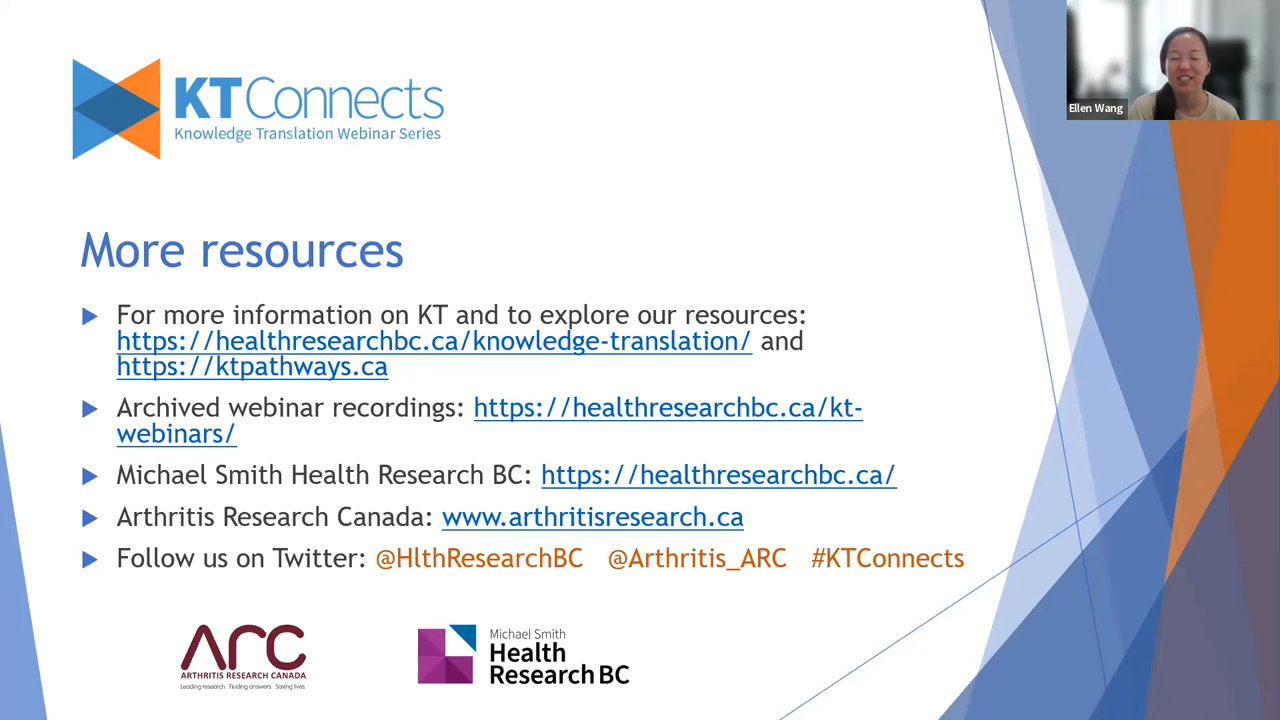 KT Connects
Knowledge Translation Webinar Series
Ellen Wang
More resources
For more information on KT and to explore our resources:
https://healthresearchbc.ca/knowledge-translation/ and
https://ktpathways.ca
Archived webinar recordings: https://healthresearchbc.ca/kt-
webinars/
Michael Smith Health Research BC: https://healthresearchbc.ca/
Arthritis Research Canada: www.arthritisresearch.ca
Follow us on Twitter: @HlthResearchBC @Arthritis_ARC #KTConnects
ARC
ARTHRITIS RESEARCH CANADA
Leading research. Finding answers. Saving lives.
Michael Smith
Health
Research BC